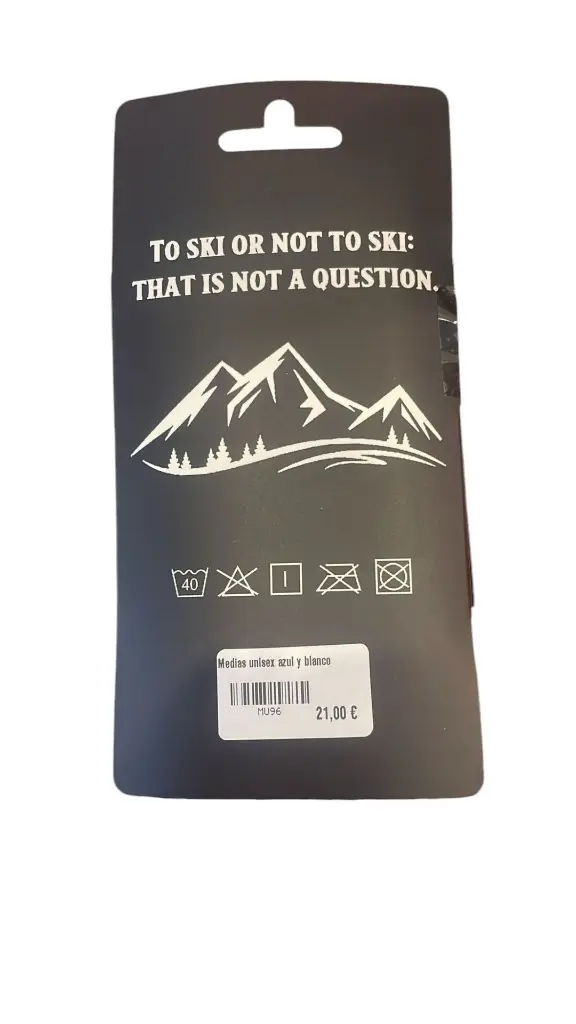 TO SKI OR NOT TO SKI:
THAT IS NOT A QUESTION.
40
Medias unisex azul y blanco
MU96
21,00 €